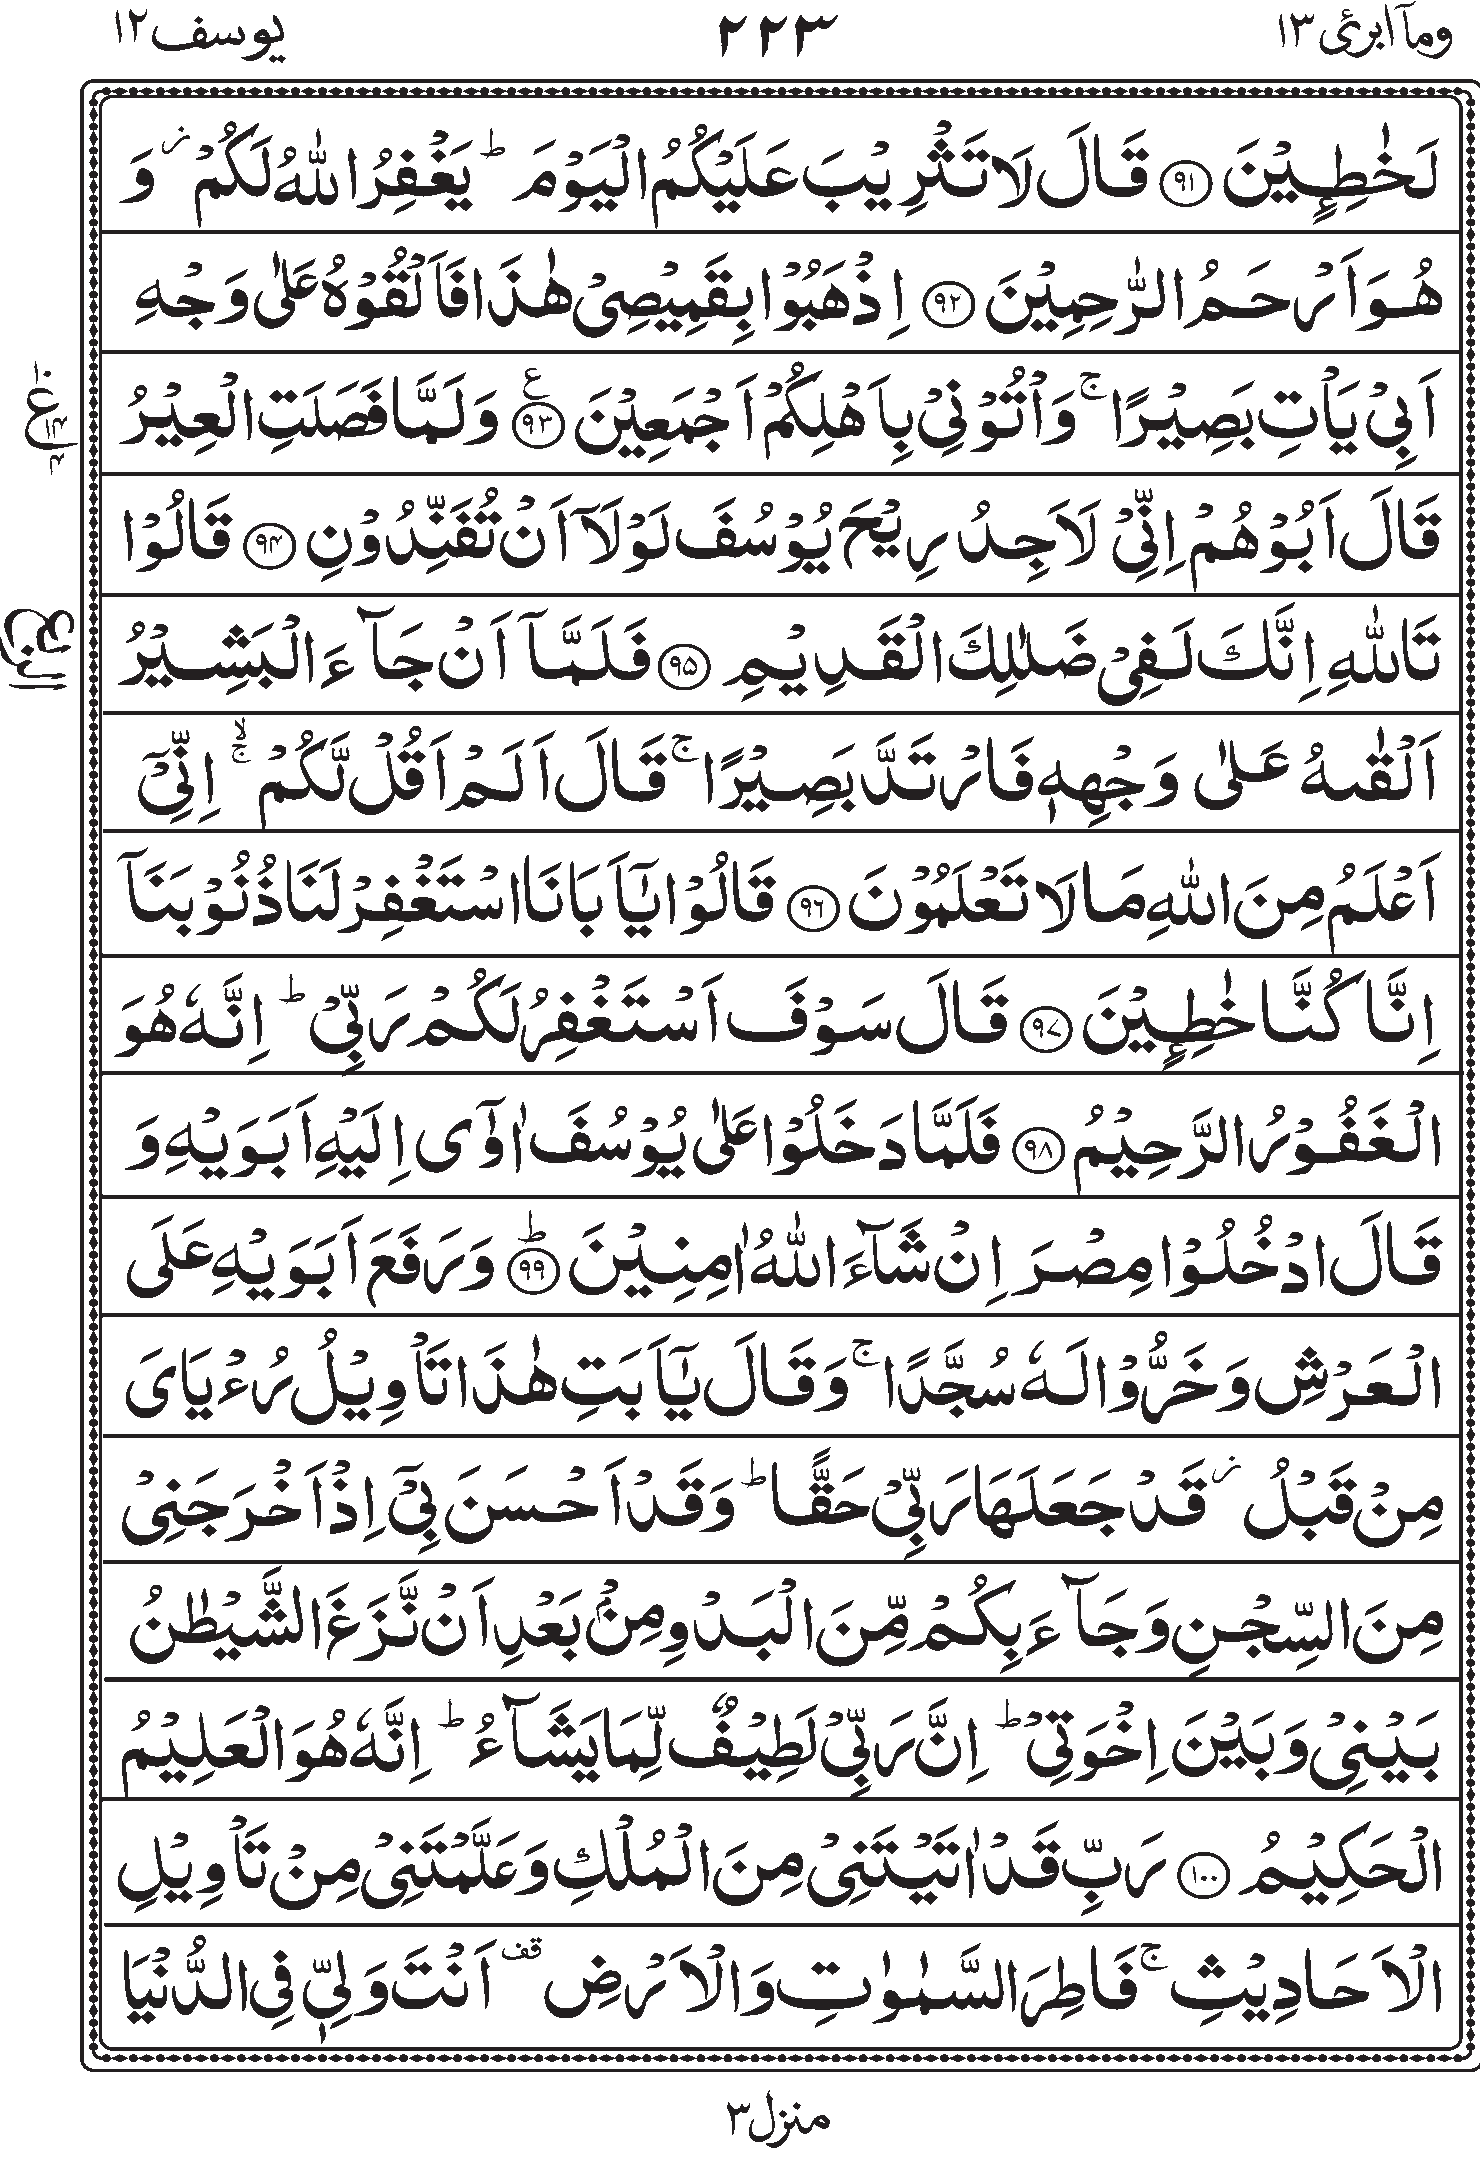 وماۤ ابرئ ١٣
٢٢٣
يوسف ١٢
لَخٰطِـِٕيْنَ ﴿٩١﴾ قَالَ لَا تَثْرِيْبَ عَلَيْكُمُ الْيَوْمَ ؕ يَغْفِرُ اللّٰهُ لَكُمْ ؗ وَ
هُوَ اَرْحَمُ الرّٰحِمِيْنَ ﴿٩٢﴾ اِذْهَبُوْا بِقَمِيْصِيْ هٰذَا فَاَلْقُوْهُ عَلٰى وَجْهِ
اَبِيْ يَاْتِ بَصِيْرًا ۚ وَاْتُوْنِيْ بِاَهْلِكُمْ اَجْمَعِيْنَ ﴿٩٣﴾ ع وَلَمَّا فَصَلَتِ الْعِيْرُ
قَالَ اَبُوْهُمْ اِنِّيْ لَاَجِدُ رِيْحَ يُوْسُفَ لَوْلَاۤ اَنْ تُفَنِّدُوْنِ ﴿٩٤﴾ قَالُوْا
تَاللّٰهِ اِنَّكَ لَفِيْ ضَلٰلِكَ الْقَدِيْمِ ﴿٩٥﴾ فَلَمَّاۤ اَنْ جَآءَ الْبَشِيْرُ
اَلْقٰىهُ عَلٰى وَجْهِهٖ فَارْتَدَّ بَصِيْرًا ۚ قَالَ اَلَمْ اَقُلْ لَّكُمْ ۚۙ اِنِّيْۤ
اَعْلَمُ مِنَ اللّٰهِ مَا لَا تَعْلَمُوْنَ ﴿٩٦﴾ قَالُوْا يٰۤاَبَانَا اسْتَغْفِرْ لَنَا ذُنُوْبَنَاۤ
اِنَّا كُنَّا خٰطِـِٕيْنَ ﴿٩٧﴾ قَالَ سَوْفَ اَسْتَغْفِرُ لَكُمْ رَبِّيْ ؕ اِنَّهٗ هُوَ
الْغَفُوْرُ الرَّحِيْمُ ﴿٩٨﴾ فَلَمَّا دَخَلُوْا عَلٰى يُوْسُفَ اٰوٰۤى اِلَيْهِ اَبَوَيْهِ وَ
قَالَ ادْخُلُوْا مِصْرَ اِنْ شَآءَ اللّٰهُ اٰمِنِيْنَ ﴿٩٩﴾ؕ وَرَفَعَ اَبَوَيْهِ عَلَى
الْعَرْشِ وَخَرُّوْا لَهٗ سُجَّدًا ۚ وَقَالَ يٰۤاَبَتِ هٰذَا تَاْوِيْلُ رُءْيَايَ
مِنْ قَبْلُ ؗ قَدْ جَعَلَهَا رَبِّيْ حَقًّا ؕ وَقَدْ اَحْسَنَ بِيْۤ اِذْ اَخْرَجَنِيْ
مِنَ السِّجْنِ وَجَآءَ بِكُمْ مِّنَ الْبَدْوِ مِنْۢ بَعْدِ اَنْ نَّزَغَ الشَّيْطٰنُ
بَيْنِيْ وَبَيْنَ اِخْوَتِيْ ؕ اِنَّ رَبِّيْ لَطِيْفٌ لِّمَا يَشَآءُ ؕ اِنَّهٗ هُوَ الْعَلِيْمُ
الْحَكِيْمُ ﴿١٠٠﴾ رَبِّ قَدْ اٰتَيْتَنِيْ مِنَ الْمُلْكِ وَعَلَّمْتَنِيْ مِنْ تَاْوِيْلِ
الْاَحَادِيْثِ ۚ فَاطِرَ السَّمٰوٰتِ وَالْاَرْضِ قف اَنْتَ وَلِيّٖ فِي الدُّنْيَا
١٠
ع
١٤
٤
الربع
منزل ٣